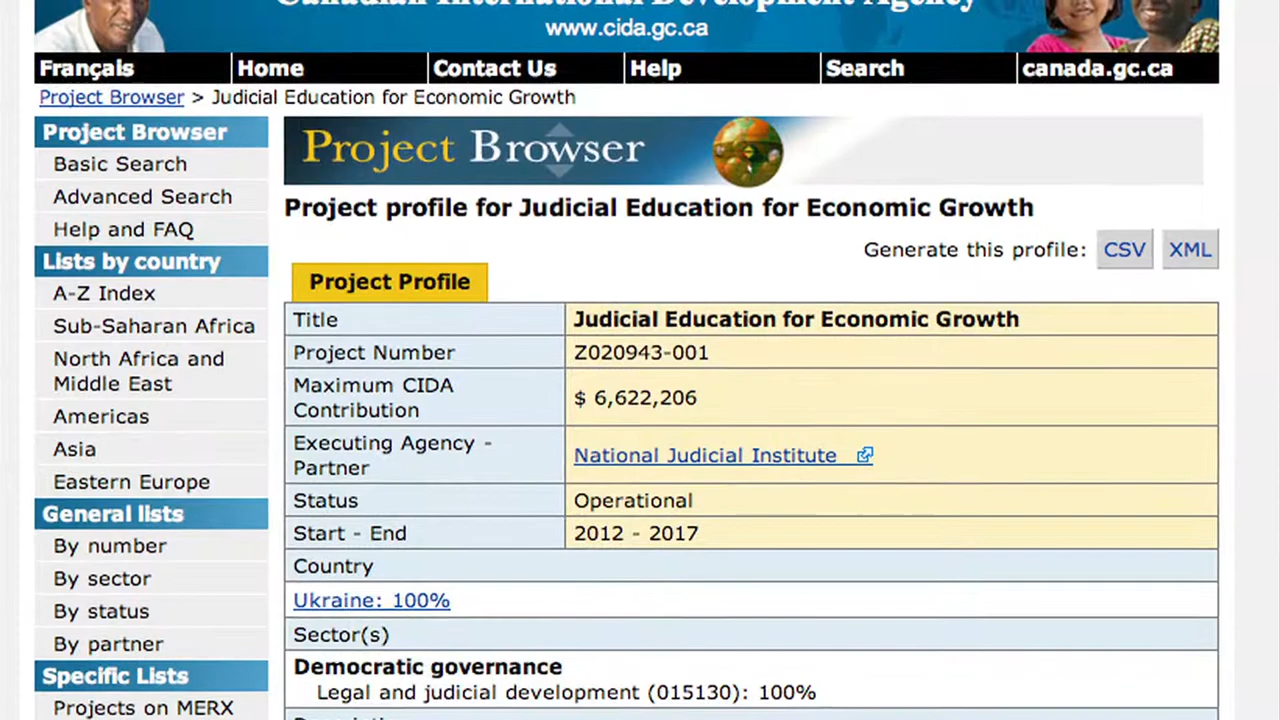 Canadian International Development Agency
www.cida.gc.ca
Français Home Contact Us Help Search canada.gc.ca
Project Browser > Judicial Education for Economic Growth
Project Browser
Basic Search
Advanced Search
Help and FAQ
Lists by country
A-Z Index
Sub-Saharan Africa
North Africa and
Middle East
Americas
Asia
Eastern Europe
General lists
By number
By sector
By status
By partner
Specific Lists
Projects on MERX
Project Browser
Project profile for Judicial Education for Economic Growth
Generate this profile: CSV XML
Project Profile
Title Judicial Education for Economic Growth
Project Number Z020943-001
Maximum CIDA
Contribution $ 6,622,206
Executing Agency -
Partner National Judicial Institute
Status Operational
Start - End 2012 - 2017
Country
Ukraine: 100%
Sector(s)
Democratic governance
Legal and judicial development (015130): 100%